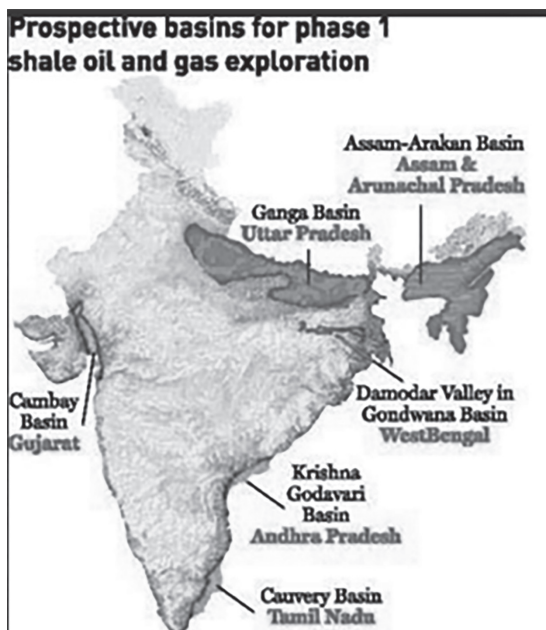 Prospective basins for phase 1
shale oil and gas exploration
Assam-Arakan Basin
Assam &
Arunachal Pradesh
Ganga Basin
Uttar Pradesh
Cambay
Basin
Gujarat
Damodar Valley in
Gondwana Basin
WestBengal
Krishna
Godavari
Basin
Andhra Pradesh
Cauvery Basin
Tamil Nadu